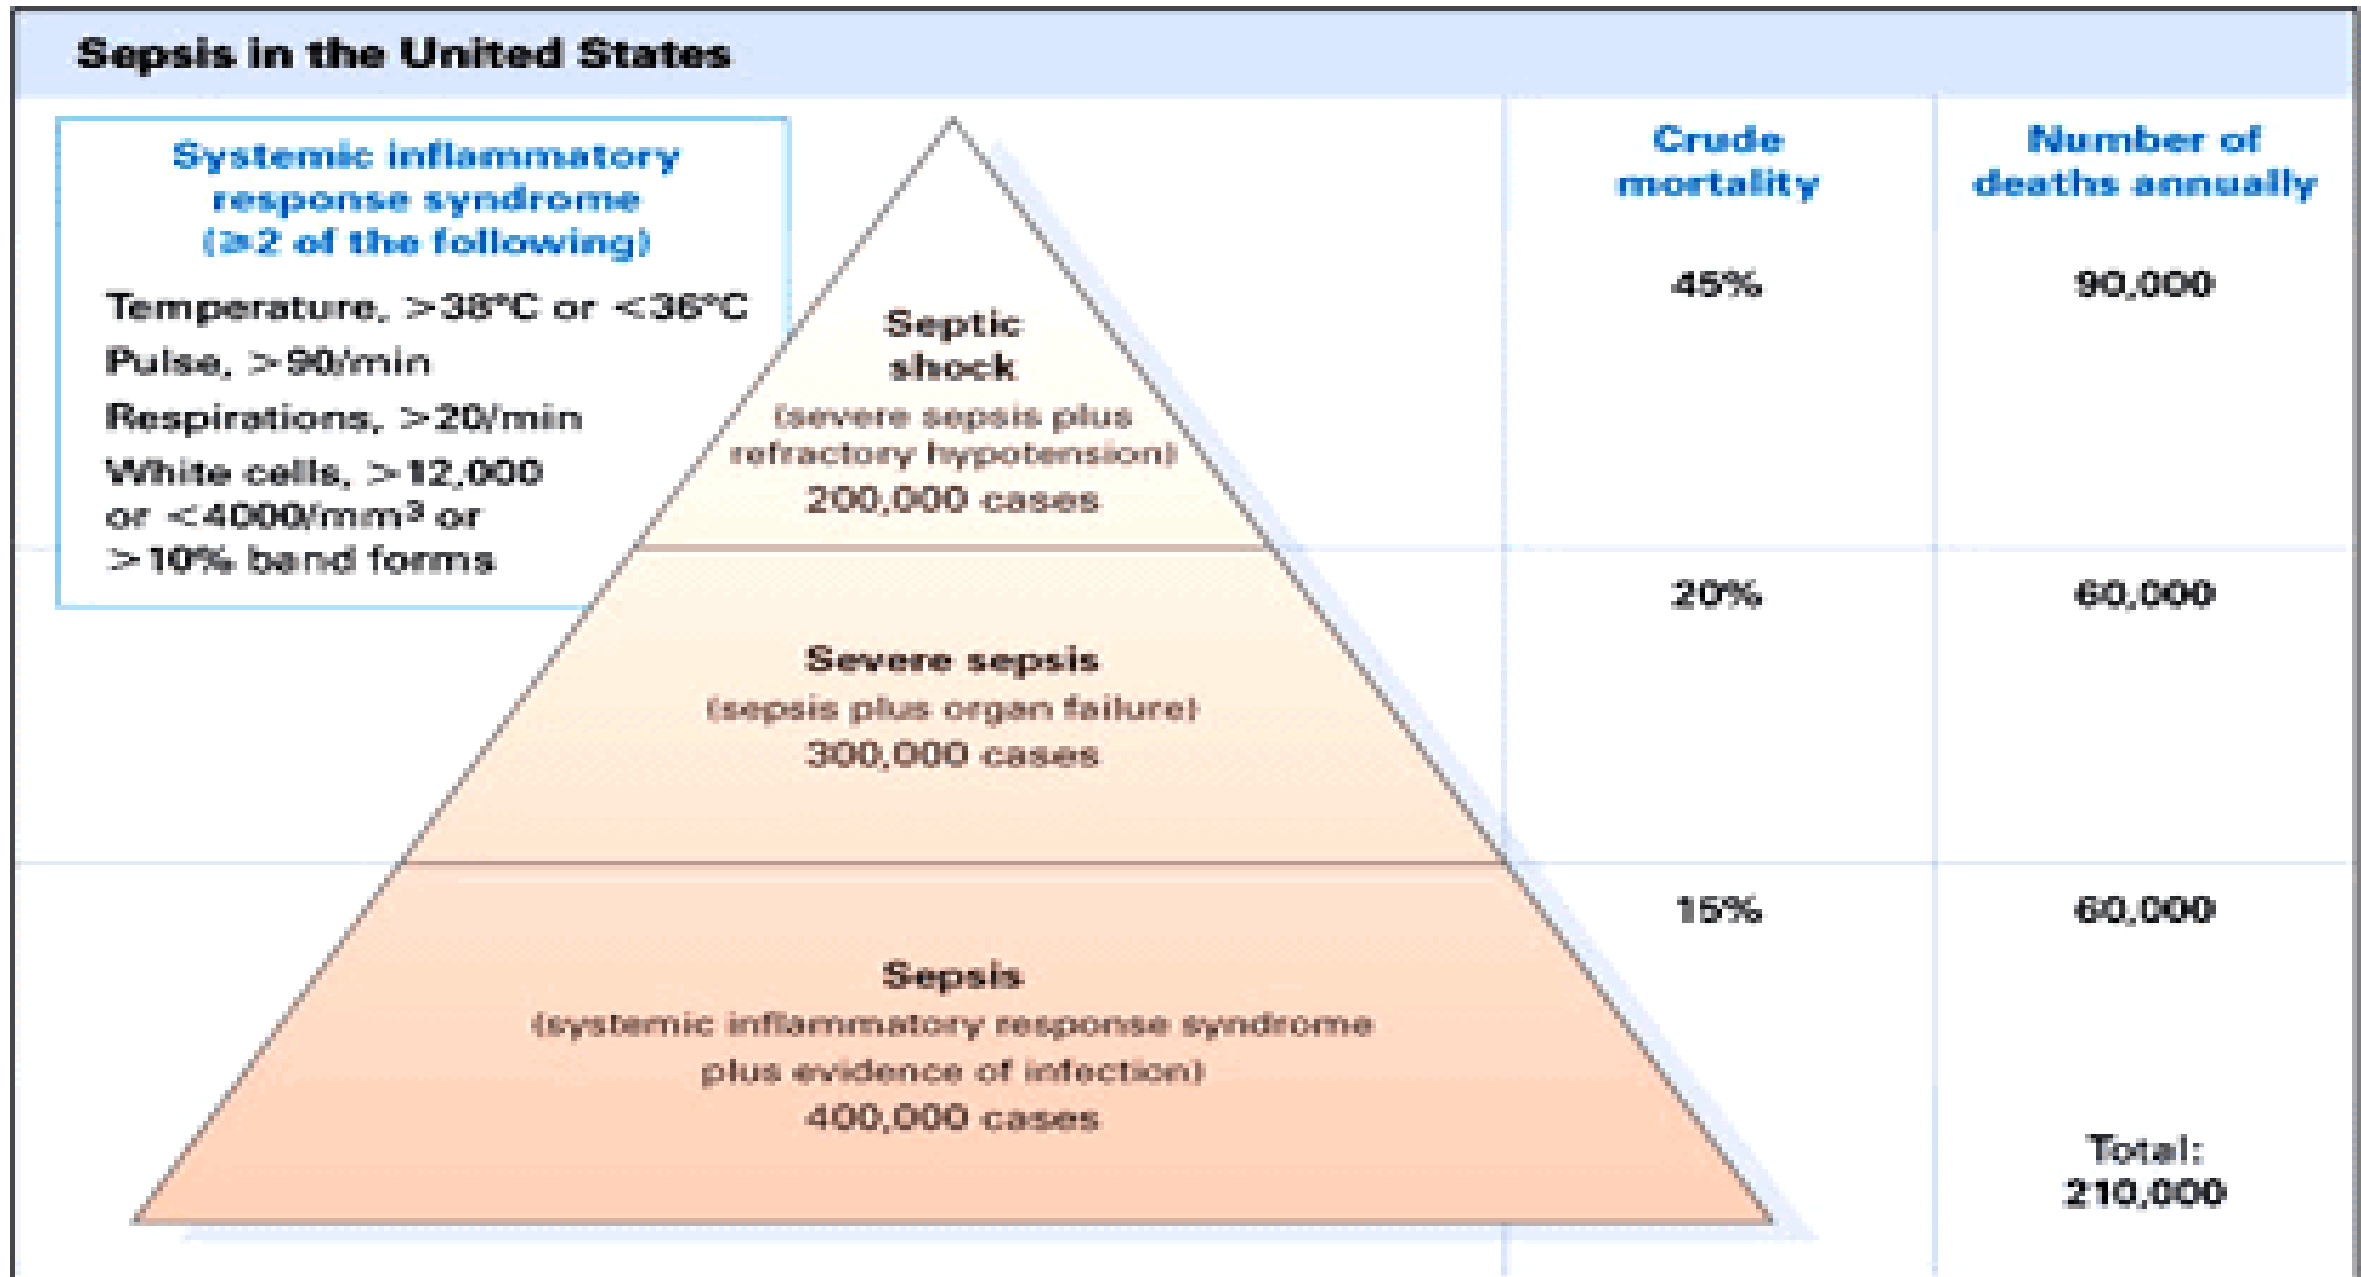 Sepsis in the United States
Systemic inflammatory
response syndrome
(≥2 of the following)
Temperature, >38°C or <36°C
Pulse, >90/min
Respirations, >20/min
White cells, >12,000
or <4000/mm³ or
>10% band forms
Septic
shock
(severe sepsis plus
refractory hypotension)
200,000 cases
Severe sepsis
(sepsis plus organ failure)
300,000 cases
Sepsis
(systemic inflammatory response syndrome
plus evidence of infection)
400,000 cases
Crude
mortality
45%
20%
15%
Number of
deaths annually
90,000
60,000
60,000
Total:
210,000